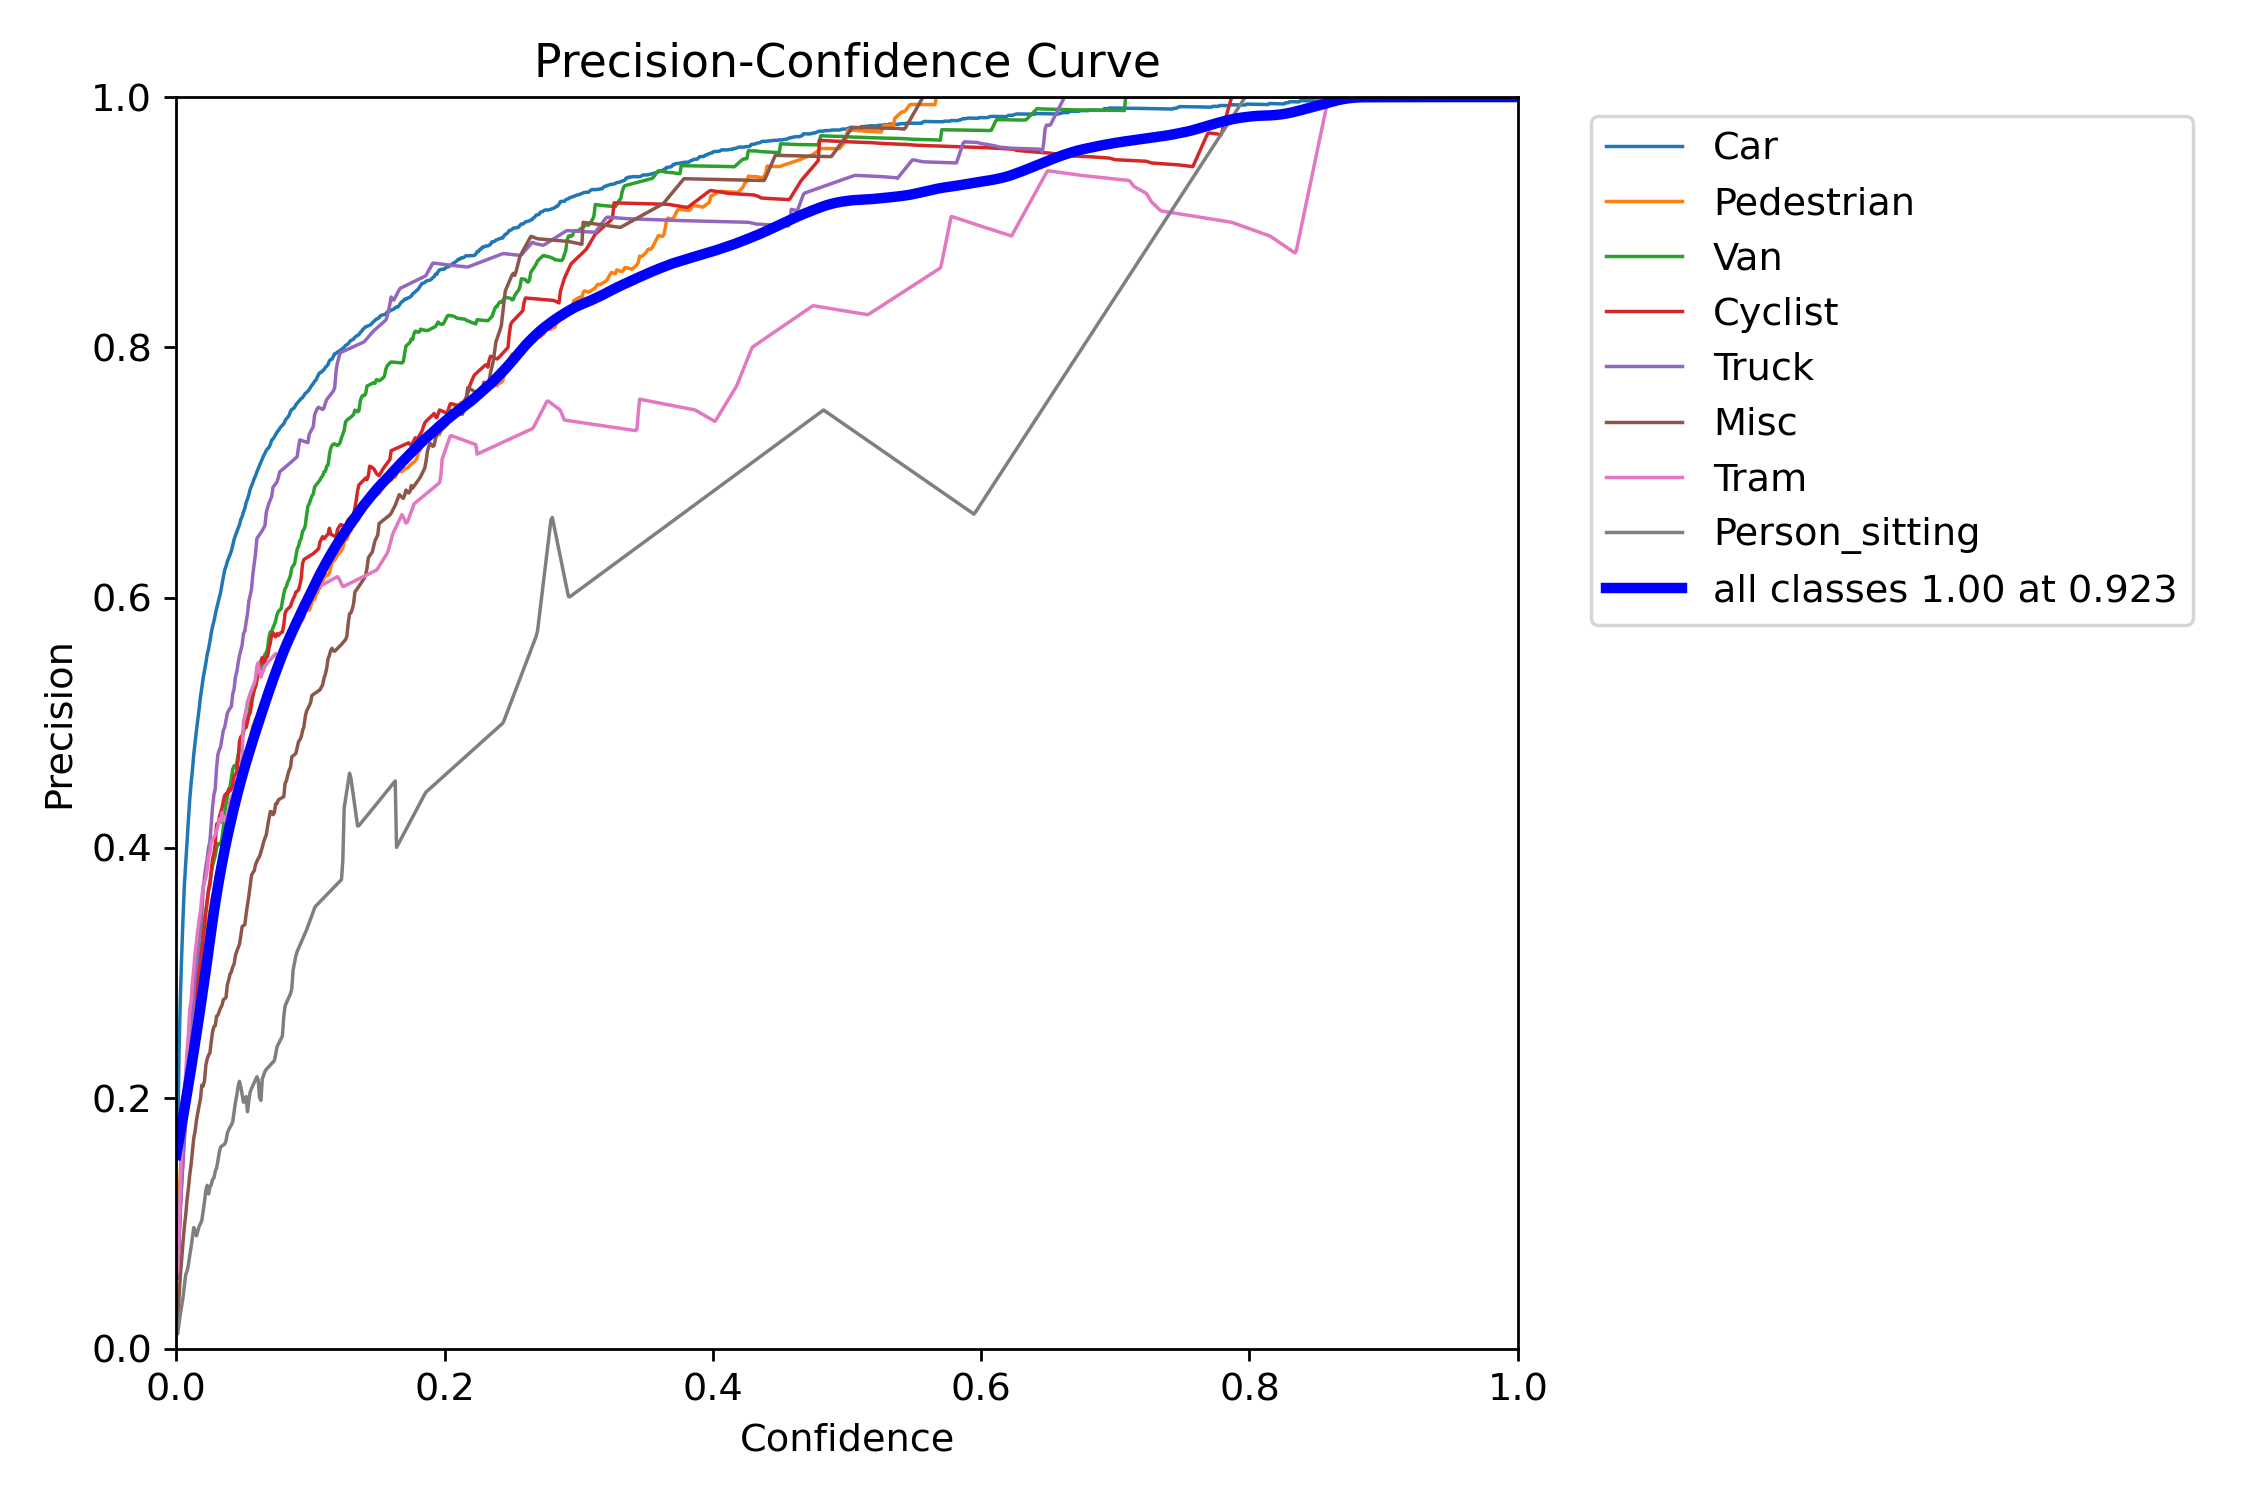 Precision-Confidence Curve
1.0
0.8
0.6
0.4
0.2
0.0
Precision
0.0 0.2 0.4 0.6 0.8 1.0
Confidence
Car
Pedestrian
Van
Cyclist
Truck
Misc
Tram
Person_sitting
all classes 1.00 at 0.923